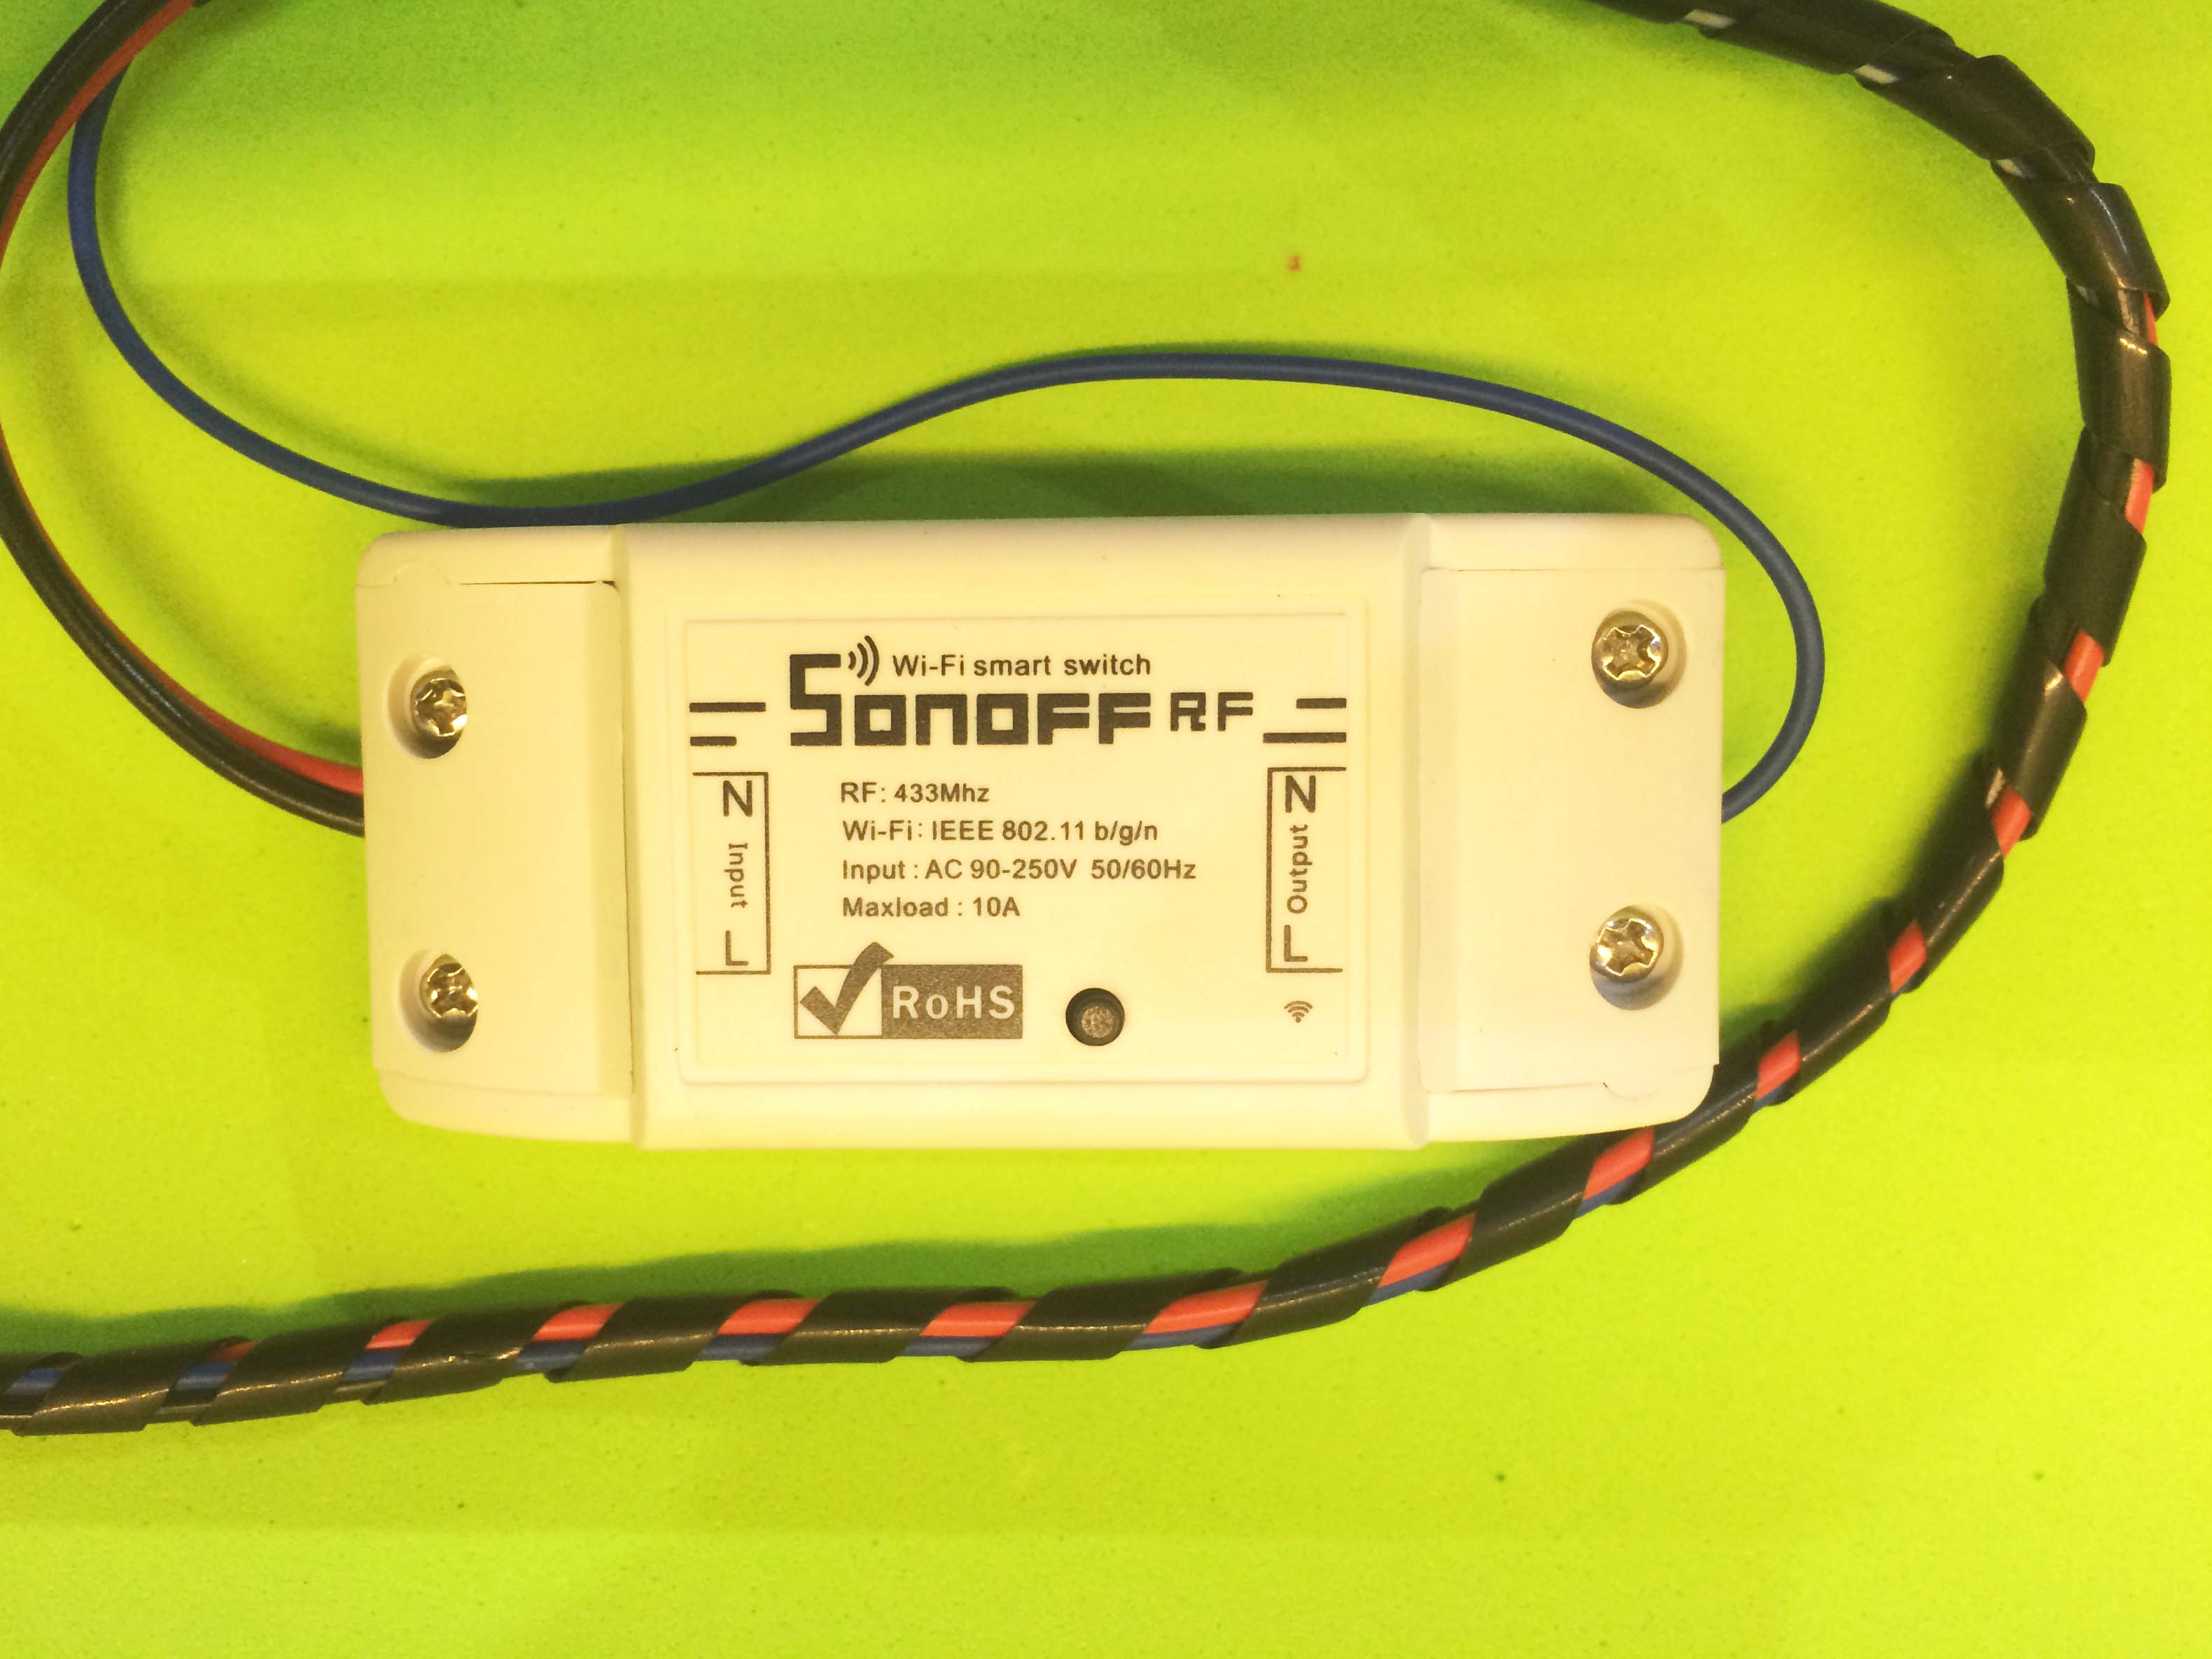 Wi-Fi smart switch
SONOFF RF
RF: 433Mhz
Wi-Fi: IEEE 802.11 b/g/n
Input : AC 90-250V 50/60Hz
Maxload : 10A
N Input L
N Output L
RoHS